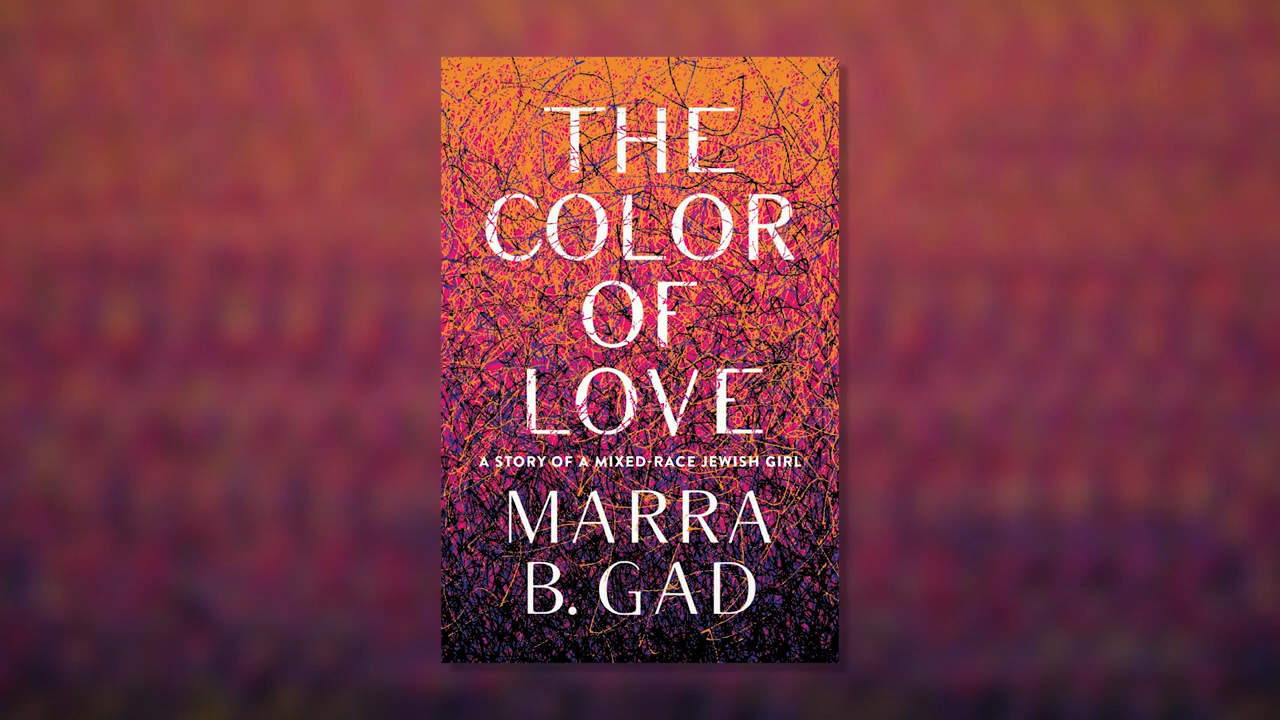 THE
COLOR
OF
LOVE
A STORY OF A MIXED-RACE JEWISH GIRL
MARRA
B. GAD